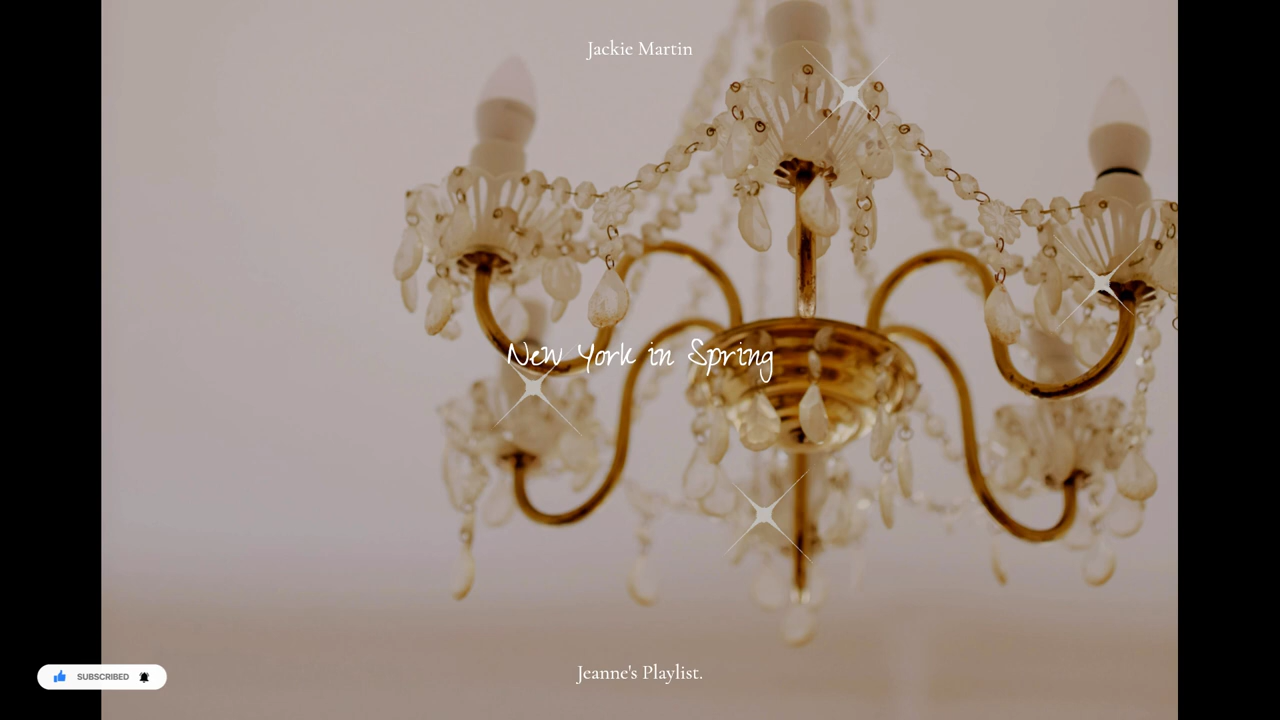 Jackie Martin
New York in Spring
SUBSCRIBED
Jeanne's Playlist.